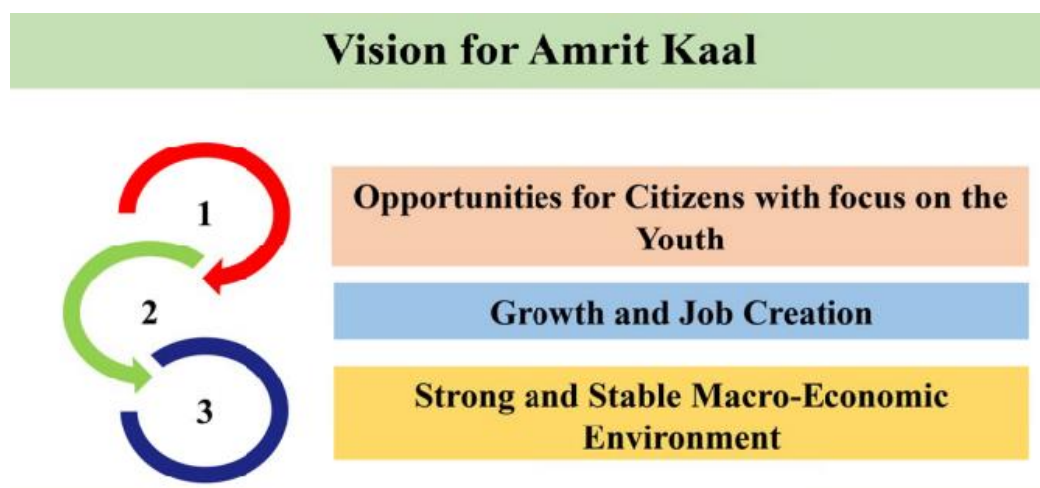 Vision for Amrit Kaal
1
Opportunities for Citizens with focus on the
Youth
2
Growth and Job Creation
3
Strong and Stable Macro-Economic
Environment